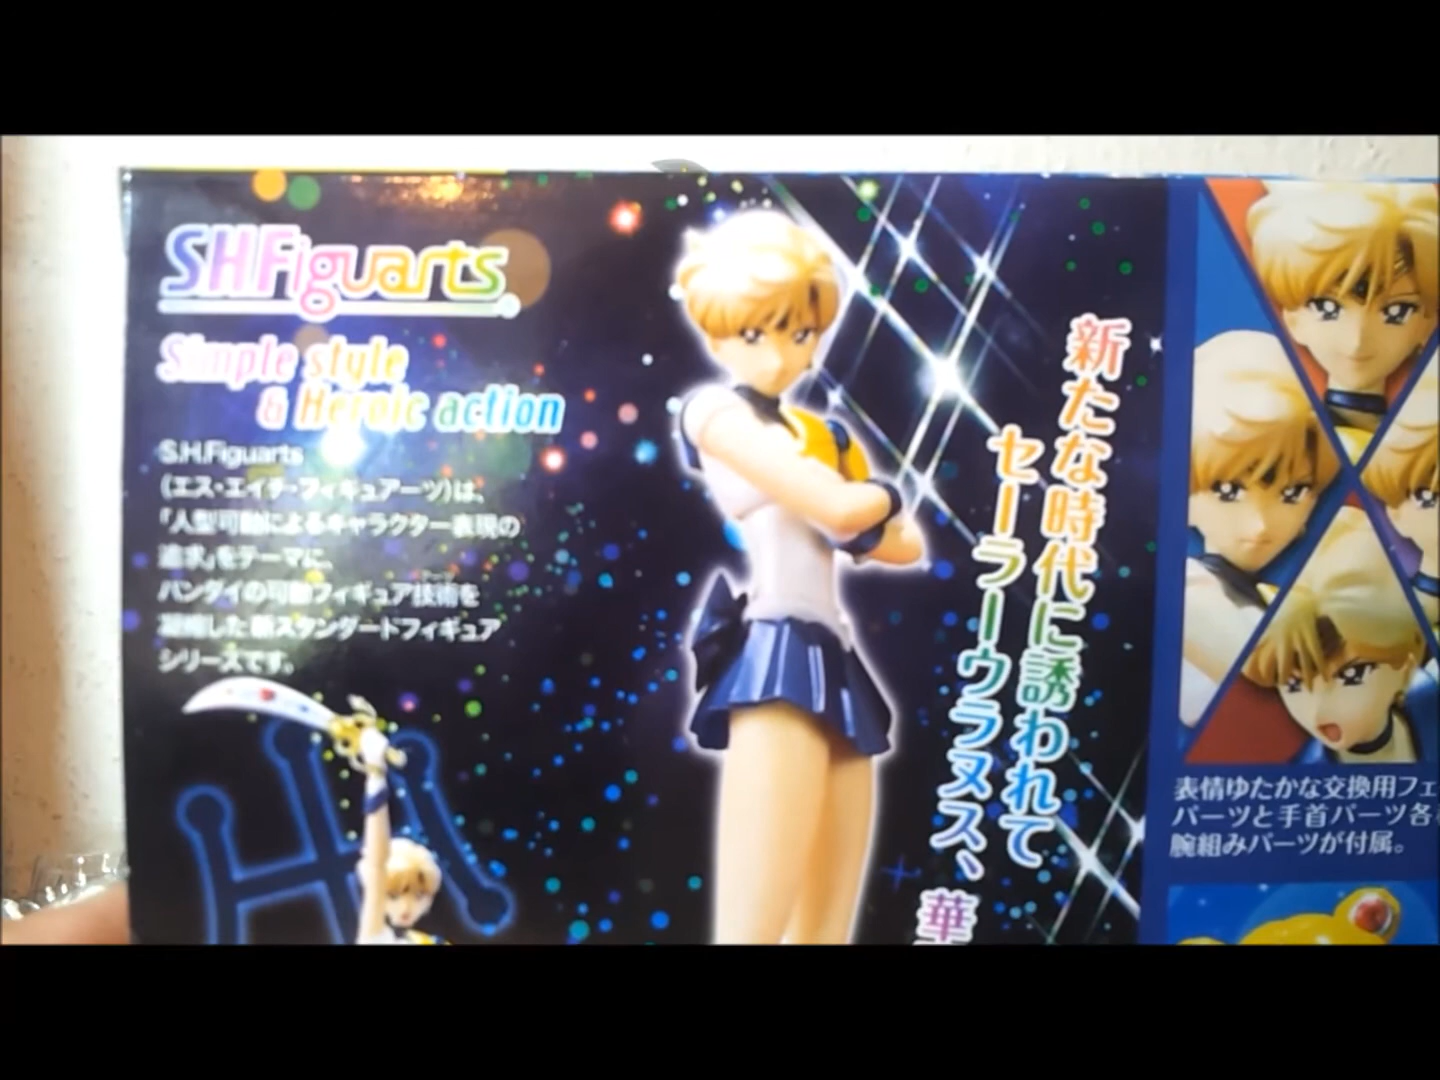 S.H.Figuarts
Simple style
& Heroic action
S.H.Figuarts
(エス・エイチ・フィギュアーツ)は、
「人型可動によるキャラクター表現の
追求」をテーマに、
バンダイの可動フィギュア技術を
凝縮した新スタンダードフィギュア
シリーズです。
新たな時代に誘われて
セーラーウラヌス、華
表情ゆたかな交換用フェ
パーツと手首パーツ各
腕組みパーツが付属。